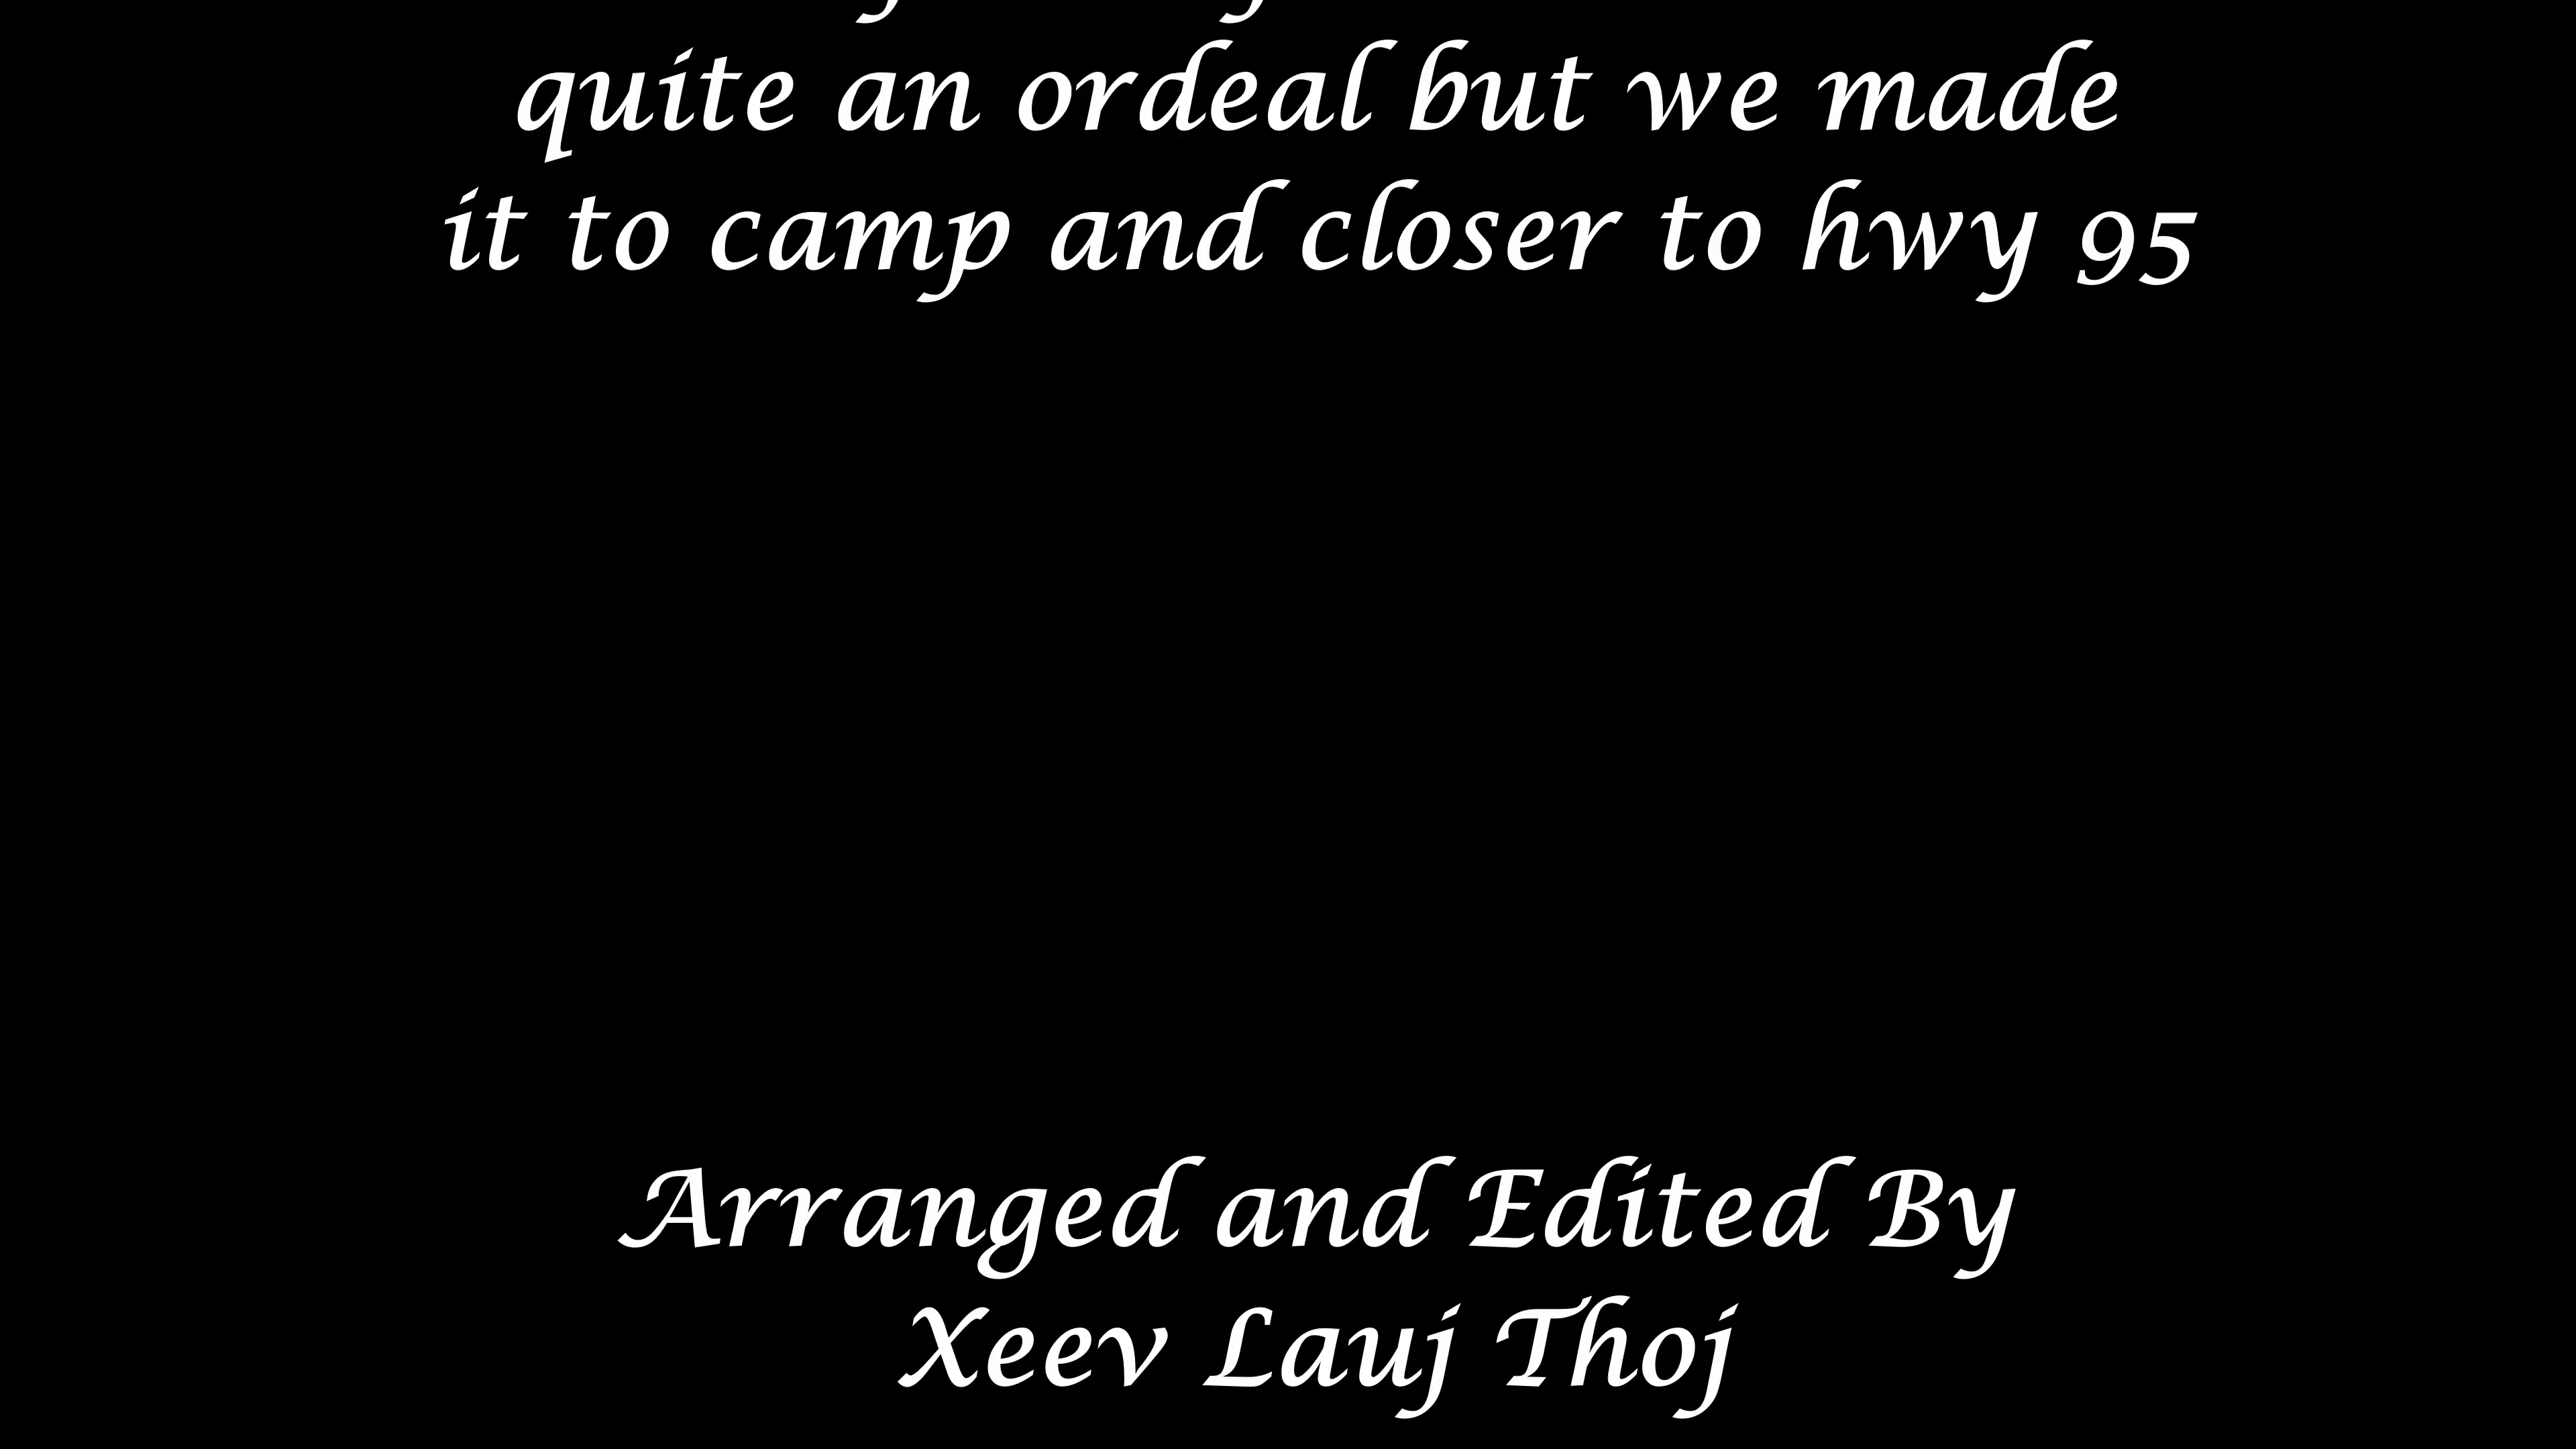 quite an ordeal but we made
it to camp and closer to hwy 95
Arranged and Edited By
Xeev Lauj Thoj